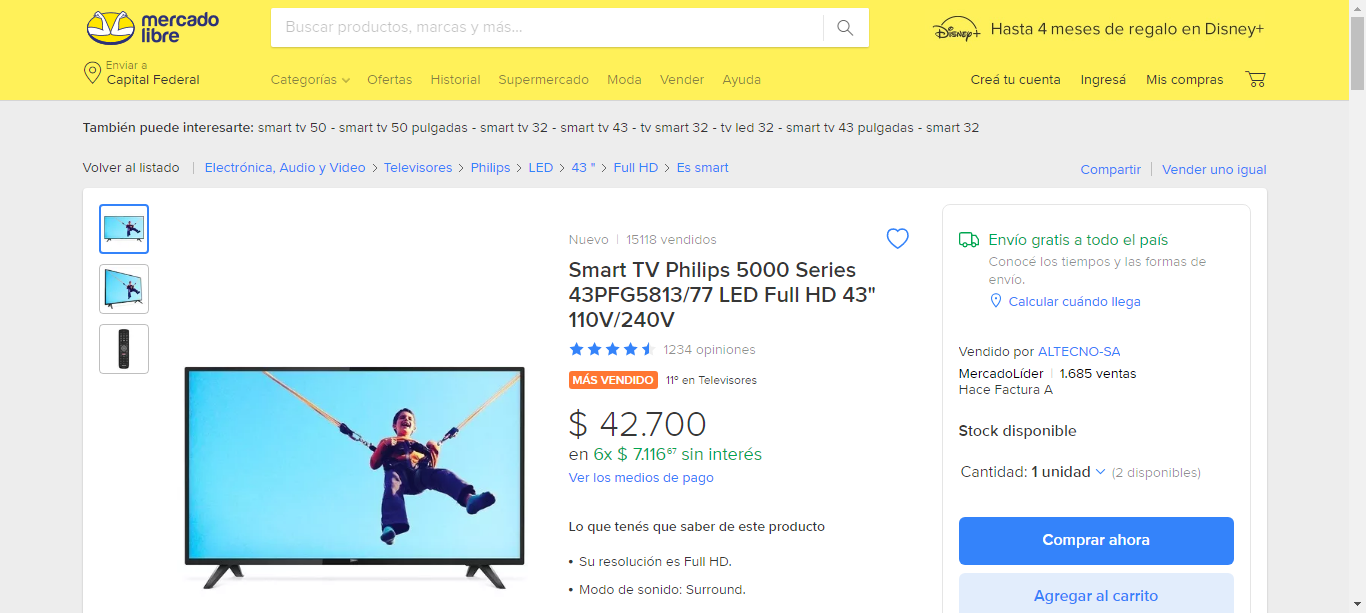 mercado
libre
Buscar productos, marcas y más...
Disney+ Hasta 4 meses de regalo en Disney+
Enviar a
Capital Federal
Categorías Ofertas Historial Supermercado Moda Vender Ayuda
Creá tu cuenta Ingresá Mis compras
También puede interesarte: smart tv 50 - smart tv 50 pulgadas - smart tv 32 - smart tv 43 - tv smart 32 - tv led 32 - smart tv 43 pulgadas - smart 32
Volver al listado | Electrónica, Audio y Video > Televisores > Philips > LED > 43 " > Full HD > Es smart
Compartir | Vender uno igual
Nuevo | 15118 vendidos
Smart TV Philips 5000 Series
43PFG5813/77 LED Full HD 43"
110V/240V
1234 opiniones
MÁS VENDIDO 11º en Televisores
$ 42.700
en 6x $ 7.116⁶⁷ sin interés
Ver los medios de pago
Lo que tenés que saber de este producto
• Su resolución es Full HD.
• Modo de sonido: Surround.
Envío gratis a todo el país
Conocé los tiempos y las formas de
envío.
Calcular cuándo llega
Vendido por ALTECNO-SA
MercadoLíder | 1.685 ventas
Hace Factura A
Stock disponible
Cantidad: 1 unidad (2 disponibles)
Comprar ahora
Agregar al carrito